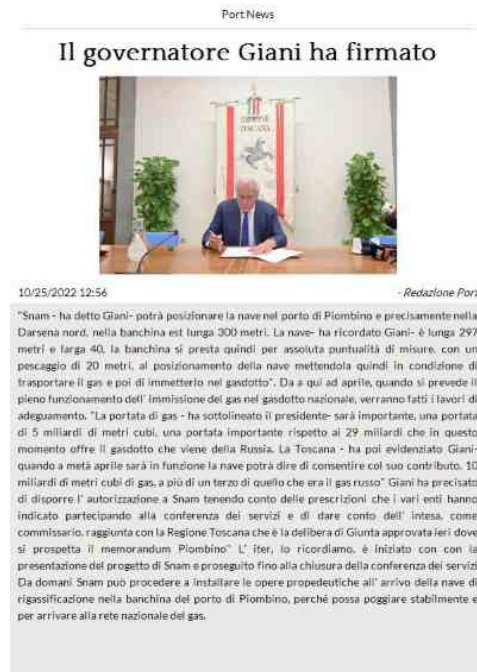 Port News
Il governatore Giani ha firmato
REGIONE
TOSCANA
10/25/2022 12:56
- Redazione Port
"Snam - ha detto Giani- potrà posizionare la nave nel porto di Piombino e precisamente nella
Darsena nord, nella banchina est lunga 300 metri. La nave- ha ricordato Giani- è lunga 297
metri e larga 40, la banchina si presta quindi per assoluta puntualità di misure, con un
pescaggio di 20 metri, al posizionamento della nave mettendola quindi in condizione di
trasportare il gas e poi di immetterlo nel gasdotto". Da a qui ad aprile, quando si prevede il
pieno funzionamento dell' immissione del gas nel gasdotto nazionale, verranno fatti i lavori di
adeguamento. "La portata di gas - ha sottolineato il presidente- sarà importante, una portata
di 5 miliardi di metri cubi, una portata importante rispetto ai 29 miliardi che in questo
momento offre il gasdotto che viene della Russia. La Toscana - ha poi evidenziato Giani-
quando a metà aprile sarà in funzione la nave potrà dire di consentire col suo contributo, 10
miliardi di metri cubi di gas, a più di un terzo di quello che era il gas russo" Giani ha precisato
di disporre l' autorizzazione a Snam tenendo conto delle prescrizioni che i vari enti hanno
indicato partecipando alla conferenza dei servizi e di dare conto dell' intesa, come
commissario, raggiunta con la Regione Toscana che è la delibera di Giunta approvata ieri dove
si prospetta il memorandum Piombino" L' iter, lo ricordiamo, è iniziato con con la
presentazione del progetto di Snam e proseguito fino alla chiusura della conferenza dei servizi
Da domani Snam può procedere a installare le opere propedeutiche all' arrivo della nave di
rigassificazione nella banchina del porto di Piombino, perché possa poggiare stabilmente e
per arrivare alla rete nazionale del gas.